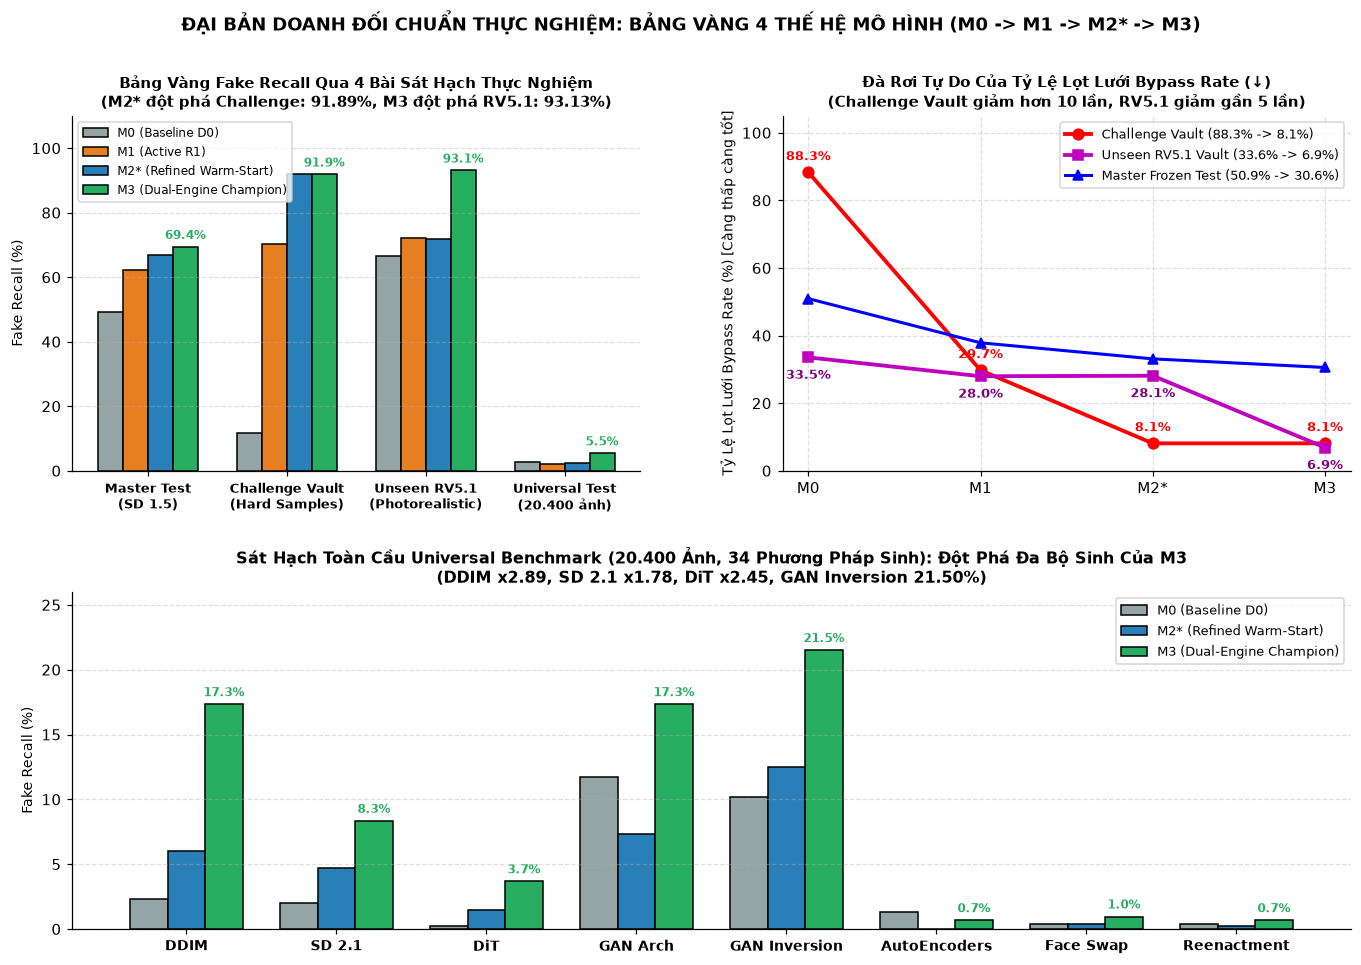 ĐẠI BẢN DOANH ĐỐI CHUẨN THỰC NGHIỆM: BẢNG VÀNG 4 THẾ HỆ MÔ HÌNH (M0 -> M1 -> M2* -> M3)
Bảng Vàng Fake Recall Qua 4 Bài Sát Hạch Thực Nghiệm
(M2* đột phá Challenge: 91.89%, M3 đột phá RV5.1: 93.13%)
Fake Recall (%)
100
80
60
40
20
0
M0 (Baseline D0)
M1 (Active R1)
M2* (Refined Warm-Start)
M3 (Dual-Engine Champion)
69.4%
91.9%
93.1%
5.5%
Master Test
(SD 1.5)
Challenge Vault
(Hard Samples)
Unseen RV5.1
(Photorealistic)
Universal Test
(20.400 ảnh)
Đà Rơi Tự Do Của Tỷ Lệ Lọt Lưới Bypass Rate (↓)
(Challenge Vault giảm hơn 10 lần, RV5.1 giảm gần 5 lần)
Tỷ Lệ Lọt Lưới Bypass Rate (%) [Càng thấp càng tốt]
100
80
60
40
20
0
Challenge Vault (88.3% -> 8.1%)
Unseen RV5.1 Vault (33.6% -> 6.9%)
Master Frozen Test (50.9% -> 30.6%)
88.3%
29.7%
8.1%
8.1%
33.5%
28.0%
28.1%
6.9%
M0
M1
M2*
M3
Sát Hạch Toàn Cầu Universal Benchmark (20.400 Ảnh, 34 Phương Pháp Sinh): Đột Phá Đa Bộ Sinh Của M3
(DDIM x2.89, SD 2.1 x1.78, DiT x2.45, GAN Inversion 21.50%)
Fake Recall (%)
25
20
15
10
5
0
M0 (Baseline D0)
M2* (Refined Warm-Start)
M3 (Dual-Engine Champion)
17.3%
8.3%
3.7%
17.3%
21.5%
0.7%
1.0%
0.7%
DDIM
SD 2.1
DiT
GAN Arch
GAN Inversion
AutoEncoders
Face Swap
Reenactment